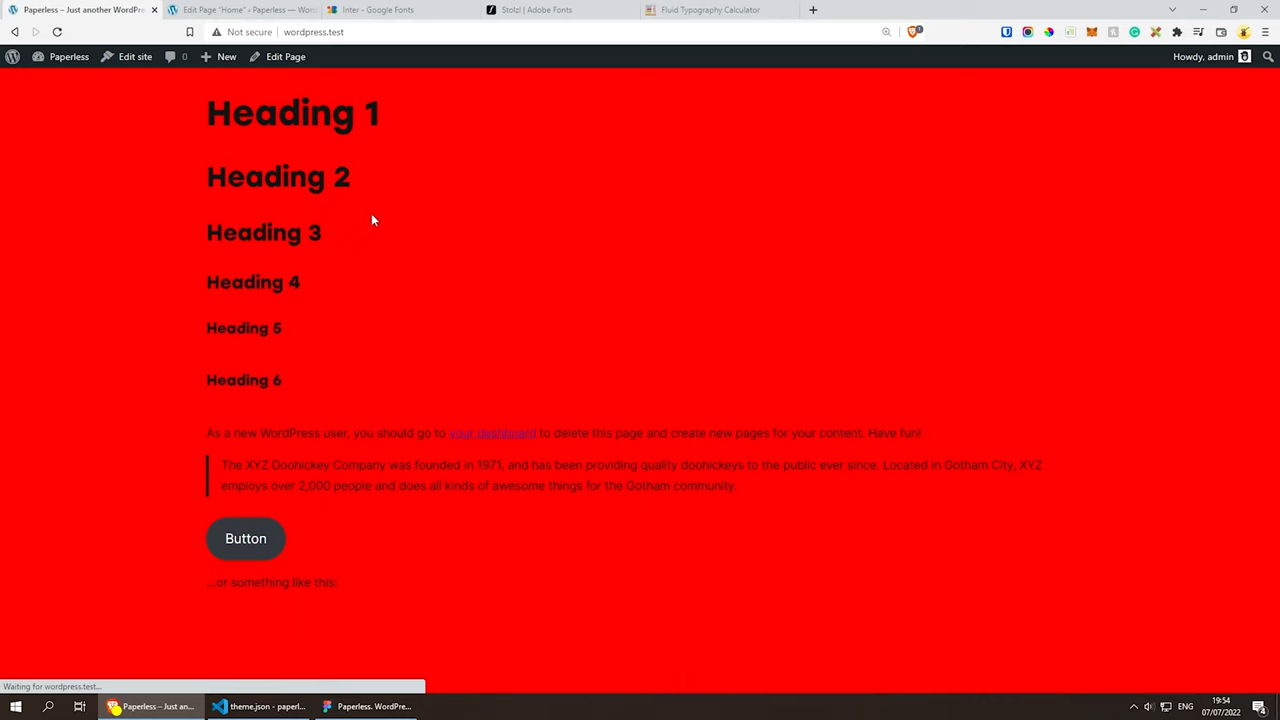 Paperless – Just another WordPre
Edit Page "Home" ‹ Paperless — Wor
Inter - Google Fonts
Stolzl | Adobe Fonts
Fluid Typography Calculator
Not secure
wordpress.test
Paperless
Edit site
0
New
Edit Page
Howdy, admin
Heading 1
Heading 2
Heading 3
Heading 4
Heading 5
Heading 6
As a new WordPress user, you should go to your dashboard to delete this page and create new pages for your content. Have fun!
The XYZ Doohickey Company was founded in 1971, and has been providing quality doohickeys to the public ever since. Located in Gotham City, XYZ
employs over 2,000 people and does all kinds of awesome things for the Gotham community.
Button
...or something like this:
Waiting for wordpress.test...
Paperless – Just an...
theme.json - paperl...
Paperless. WordPre...
ENG
19:54
07/07/2022